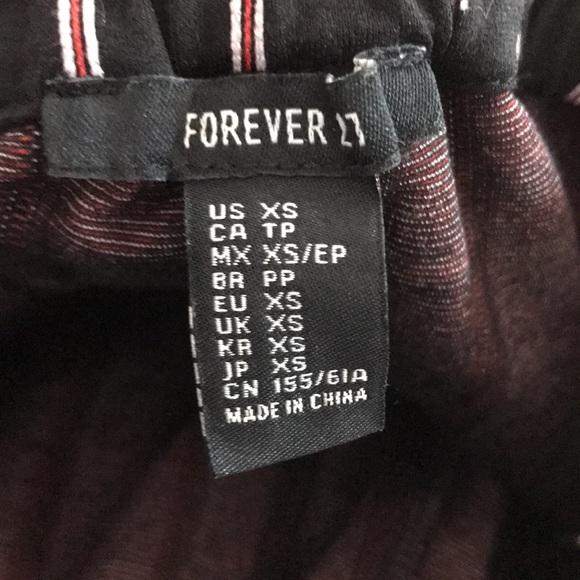 FOREVER 21
US XS
CA TP
MX XS/EP
BR PP
EU XS
UK XS
KR XS
JP XS
CN 155/61A
MADE IN CHINA